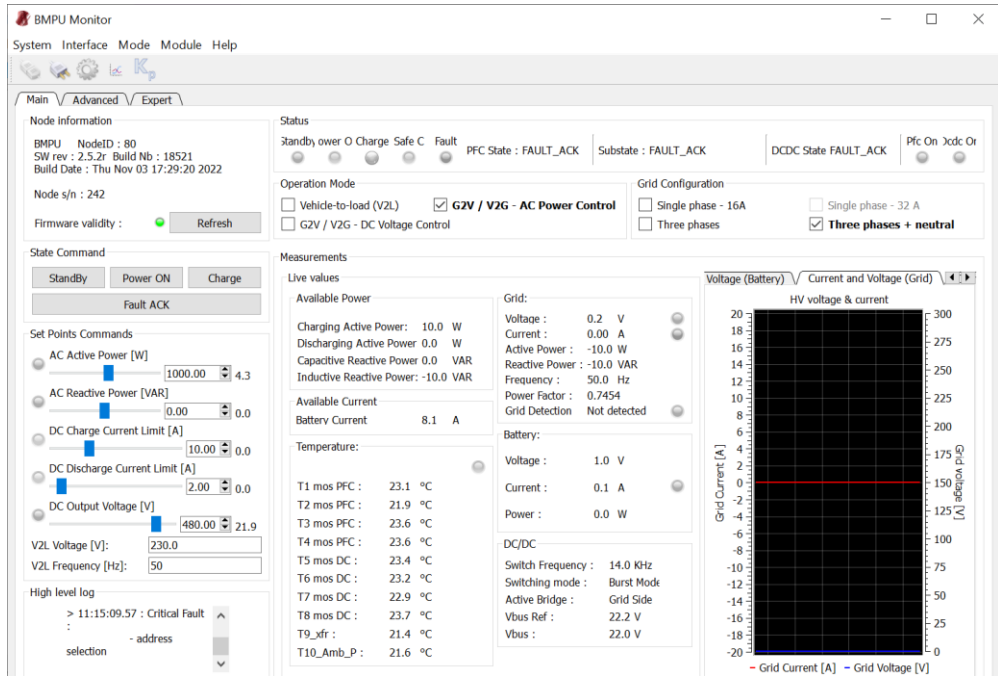 BMPU Monitor
System Interface Mode Module Help
Kp
Main Advanced Expert
Node information
BMPU NodeID : 80
SW rev : 2.5.2r Build Nb : 18521
Build Date : Thu Nov 03 17:29:20 2022
Node s/n : 242
Firmware validity : Refresh
State Command
StandBy Power ON Charge
Fault ACK
Set Points Commands
AC Active Power [W]
1000.00 4.3
AC Reactive Power [VAR]
0.00 0.0
DC Charge Current Limit [A]
10.00 0.0
DC Discharge Current Limit [A]
2.00 0.0
DC Output Voltage [V]
480.00 21.9
V2L Voltage [V]: 230.0
V2L Frequency [Hz]: 50
High level log
> 11:15:09.57 : Critical Fault
:
- address
selection
Status
Standby ower O Charge Safe C Fault
PFC State : FAULT_ACK Substate : FAULT_ACK DCDC State FAULT_ACK
Pfc On Dcdc On
Operation Mode
Vehicle-to-load (V2L) G2V / V2G - AC Power Control
G2V / V2G - DC Voltage Control
Grid Configuration
Single phase - 16A Single phase - 32 A
Three phases Three phases + neutral
Measurements
Live values
Available Power
Charging Active Power: 10.0 W
Discharging Active Power 0.0 W
Capacitive Reactive Power 0.0 VAR
Inductive Reactive Power: -10.0 VAR
Available Current
Battery Current 8.1 A
Temperature:
T1 mos PFC : 23.1 ºC
T2 mos PFC : 21.9 ºC
T3 mos PFC : 23.6 ºC
T4 mos PFC : 23.6 ºC
T5 mos DC : 23.4 ºC
T6 mos DC : 23.2 ºC
T7 mos DC : 22.9 ºC
T8 mos DC : 23.7 ºC
T9_xfr : 21.4 ºC
T10_Amb_P : 21.6 ºC
Grid:
Voltage : 0.2 V
Current : 0.00 A
Active Power : -10.0 W
Reactive Power : -10.0 VAR
Frequency : 50.0 Hz
Power Factor : 0.7454
Grid Detection Not detected
Battery:
Voltage : 1.0 V
Current : 0.1 A
Power : 0.0 W
DC/DC
Switch Frequency : 14.0 KHz
Switching mode : Burst Mode
Active Bridge : Grid Side
Vbus Ref : 22.2 V
Vbus : 22.0 V
Voltage (Battery) Current and Voltage (Grid)
HV voltage & current
20
18
16
14
12
10
8
6
4
2
0
-2
-4
-6
-8
-10
-12
-14
-16
-18
-20
Grid Current [A]
300
275
250
225
200
175
150
125
100
75
50
25
0
Grid voltage [V]
Grid Current [A] Grid Voltage [V]